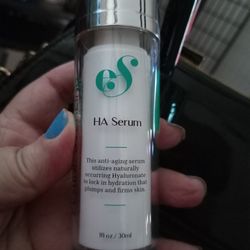 eS
HA Serum
This anti-aging serum
utilizes naturally
occurring Hyaluronate
to lock in hydration that
plumps and firms skin.
1fl oz / 30ml